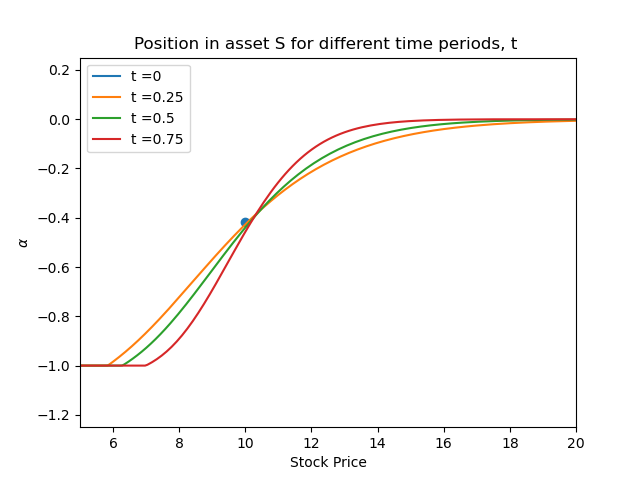 Position in asset S for different time periods, t
t =0
t =0.25
t =0.5
t =0.75
0.2
0.0
−0.2
−0.4
−0.6
−0.8
−1.0
−1.2
α
6
8
10
12
14
16
18
20
Stock Price